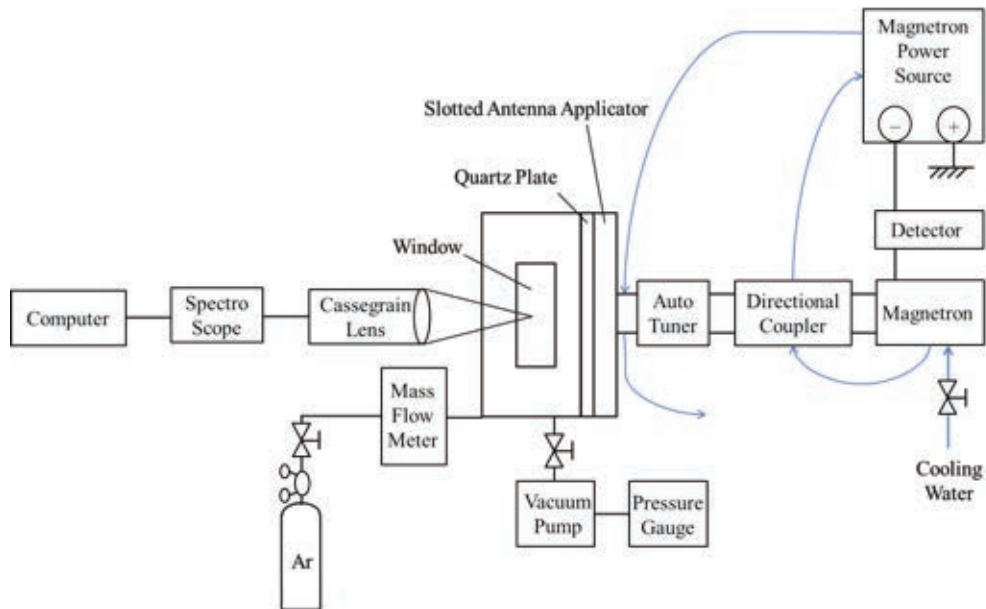 Magnetron
Power
Source
−
+
Slotted Antenna Applicator
Quartz Plate
Window
Detector
Computer
Spectro
Scope
Cassegrain
Lens
Auto
Tuner
Directional
Coupler
Magnetron
Mass
Flow
Meter
Cooling
Water
Vacuum
Pump
Pressure
Gauge
Ar